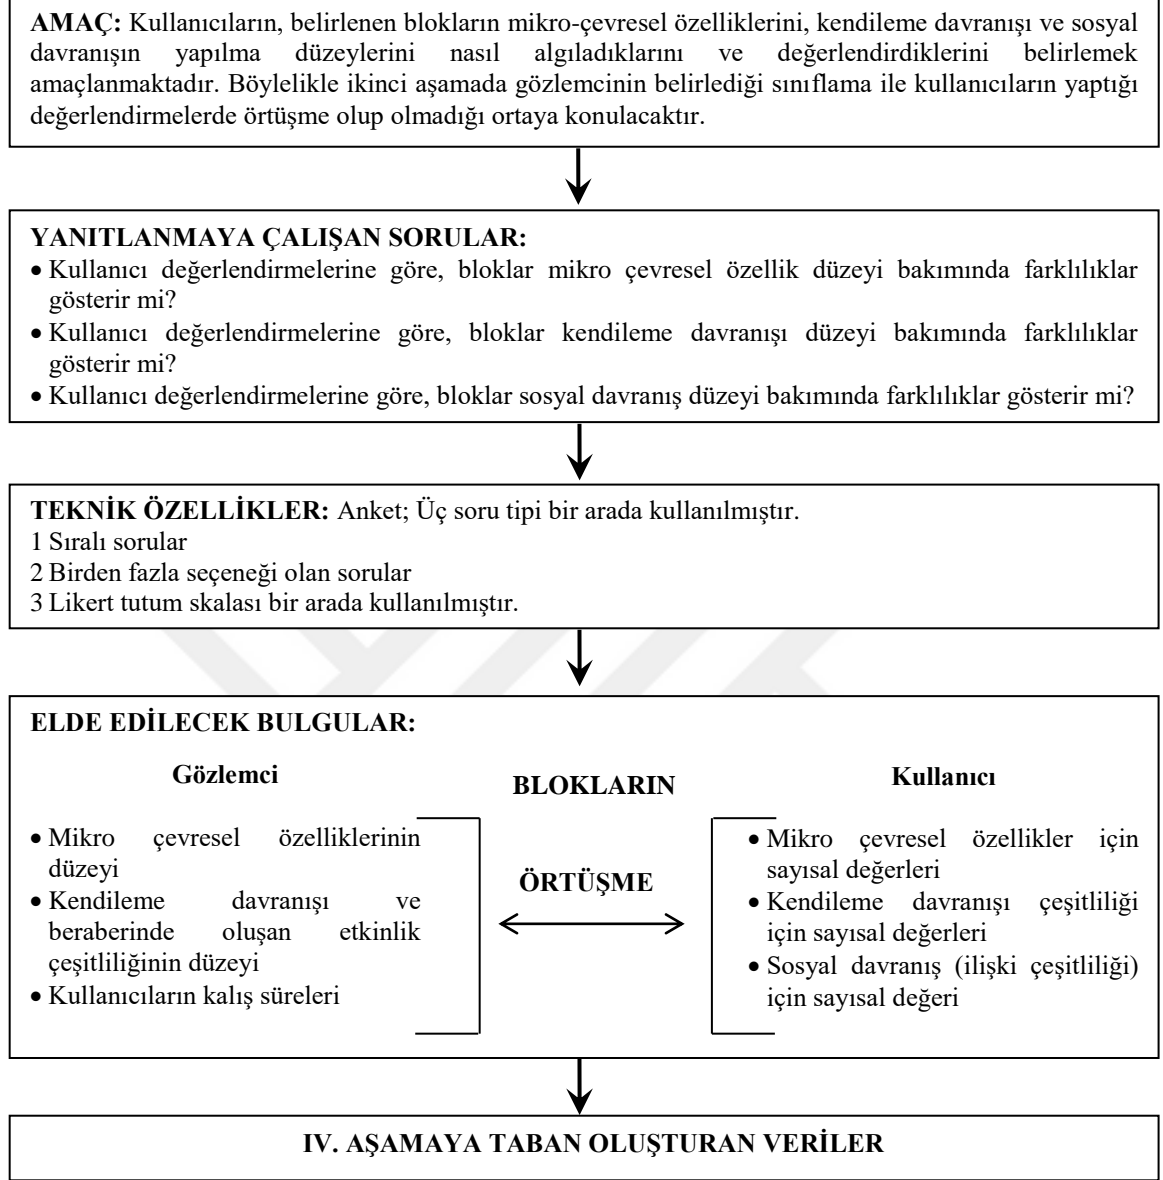 AMAÇ: Kullanıcıların, belirlenen blokların mikro-çevresel özelliklerini, kendileme davranışı ve sosyal
davranışın yapılma düzeylerini nasıl algıladıklarını ve değerlendirdiklerini belirlemek
amaçlanmaktadır. Böylelikle ikinci aşamada gözlemcinin belirlediği sınıflama ile kullanıcıların yaptığı
değerlendirmelerde örtüşme olup olmadığı ortaya konulacaktır.
YANITLANMAYA ÇALIŞAN SORULAR:
• Kullanıcı değerlendirmelerine göre, bloklar mikro çevresel özellik düzeyi bakımında farklılıklar
gösterir mi?
• Kullanıcı değerlendirmelerine göre, bloklar kendileme davranışı düzeyi bakımında farklılıklar
gösterir mi?
• Kullanıcı değerlendirmelerine göre, bloklar sosyal davranış düzeyi bakımında farklılıklar gösterir mi?
TEKNİK ÖZELLİKLER: Anket; Üç soru tipi bir arada kullanılmıştır.
1 Sıralı sorular
2 Birden fazla seçeneği olan sorular
3 Likert tutum skalası bir arada kullanılmıştır.
ELDE EDİLECEK BULGULAR:
Gözlemci
• Mikro çevresel özelliklerinin
düzeyi
• Kendileme davranışı ve
beraberinde oluşan etkinlik
çeşitliliğinin düzeyi
• Kullanıcıların kalış süreleri
BLOKLARIN
ÖRTÜŞME
Kullanıcı
• Mikro çevresel özellikler için
sayısal değerleri
• Kendileme davranışı çeşitliliği
için sayısal değerleri
• Sosyal davranış (ilişki çeşitliliği)
için sayısal değeri
IV. AŞAMAYA TABAN OLUŞTURAN VERİLER